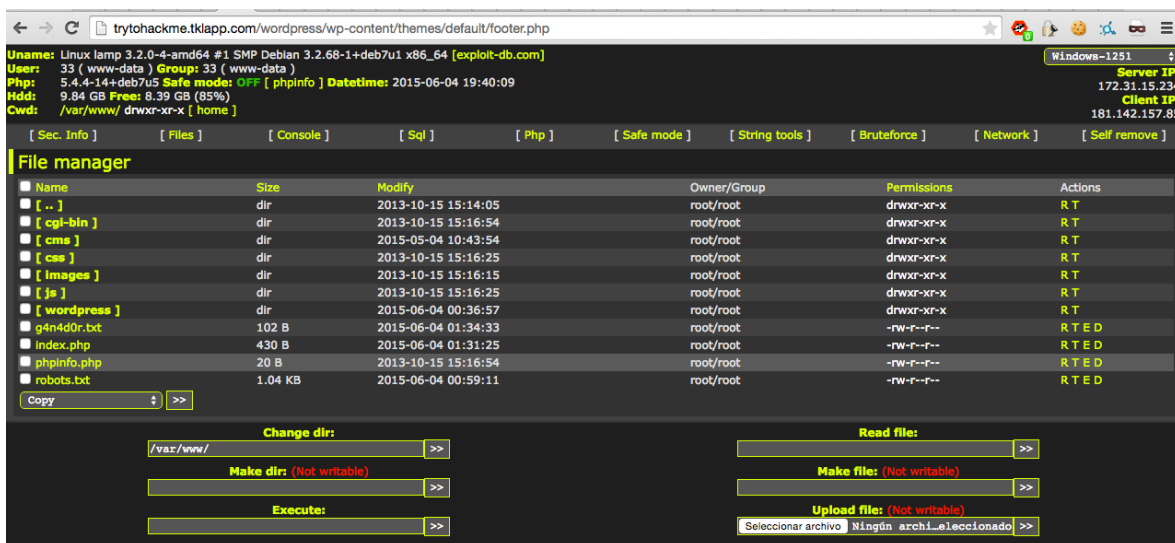 trytohackme.tklapp.com/wordpress/wp-content/themes/default/footer.php
Uname: Linux lamp 3.2.0-4-amd64 #1 SMP Debian 3.2.68-1+deb7u1 x86_64 [exploit-db.com]
Windows-1251
User: 33 ( www-data ) Group: 33 ( www-data )
Server IP
Php: 5.4.4-14+deb7u5 Safe mode: OFF [ phpinfo ] Datetime: 2015-06-04 19:40:09
172.31.15.234
Hdd: 9.84 GB Free: 8.39 GB (85%)
Client IP
Cwd: /var/www/ drwxr-xr-x [ home ]
181.142.157.85
[ Sec. Info ] [ Files ] [ Console ] [ Sql ] [ Php ] [ Safe mode ] [ String tools ] [ Bruteforce ] [ Network ] [ Self remove ]
File manager
Name Size Modify Owner/Group Permissions Actions
[ .. ] dir 2013-10-15 15:14:05 root/root drwxr-xr-x R T
[ cgi-bin ] dir 2013-10-15 15:16:54 root/root drwxr-xr-x R T
[ cms ] dir 2015-05-04 10:43:54 root/root drwxr-xr-x R T
[ css ] dir 2013-10-15 15:16:25 root/root drwxr-xr-x R T
[ images ] dir 2013-10-15 15:16:15 root/root drwxr-xr-x R T
[ js ] dir 2013-10-15 15:16:25 root/root drwxr-xr-x R T
[ wordpress ] dir 2015-06-04 00:36:57 root/root drwxr-xr-x R T
g4n4d0r.txt 102 B 2015-06-04 01:34:33 root/root -rw-r--r-- R T E D
index.php 430 B 2015-06-04 01:31:25 root/root -rw-r--r-- R T E D
phpinfo.php 20 B 2013-10-15 15:16:54 root/root -rw-r--r-- R T E D
robots.txt 1.04 KB 2015-06-04 00:59:11 root/root -rw-r--r-- R T E D
Copy >>
Change dir: Read file:
/var/www/ >> >>
Make dir: (Not writable) Make file: (Not writable)
>> >>
Execute: Upload file: (Not writable)
>> Seleccionar archivo Ningún archi…eleccionado >>